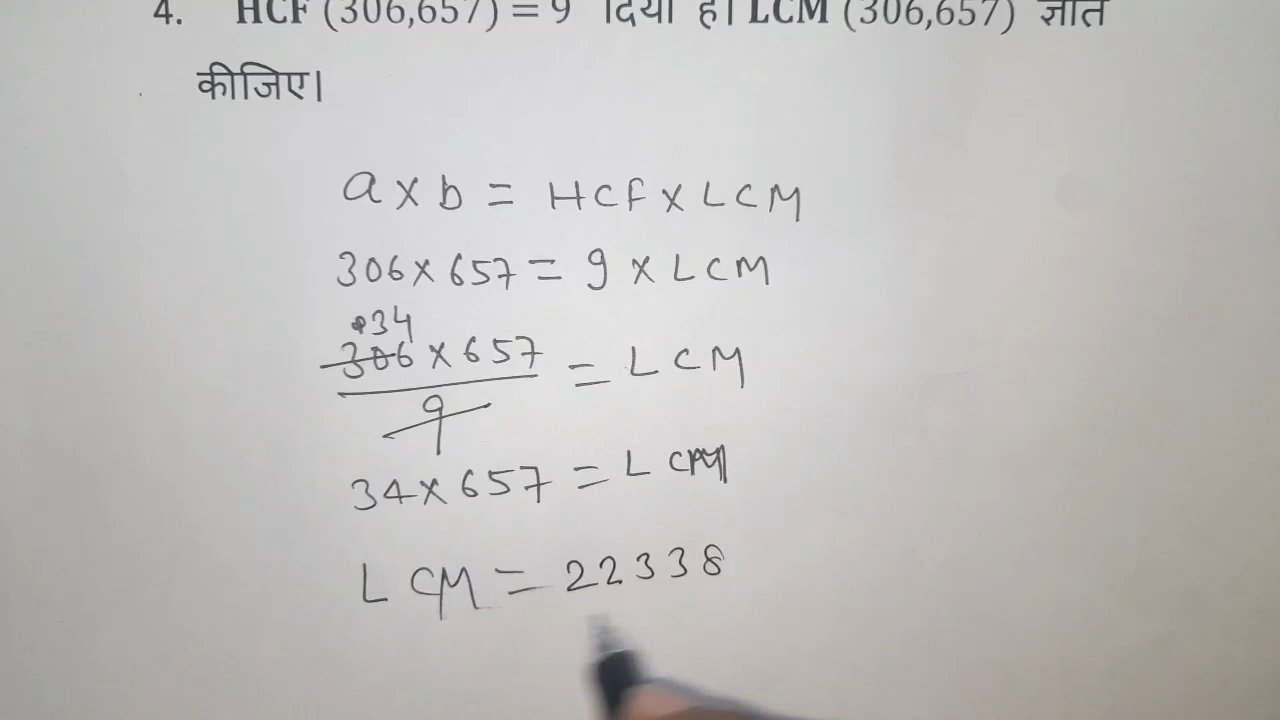 4. HCF (306,657) = 9 दिया है। LCM (306,657) ज्ञात
कीजिए।
a x b = HCF x LCM
306 x 657 = 9 x LCM
34
306 x 657 = LCM
9
34 x 657 = LCM
LCM = 22338